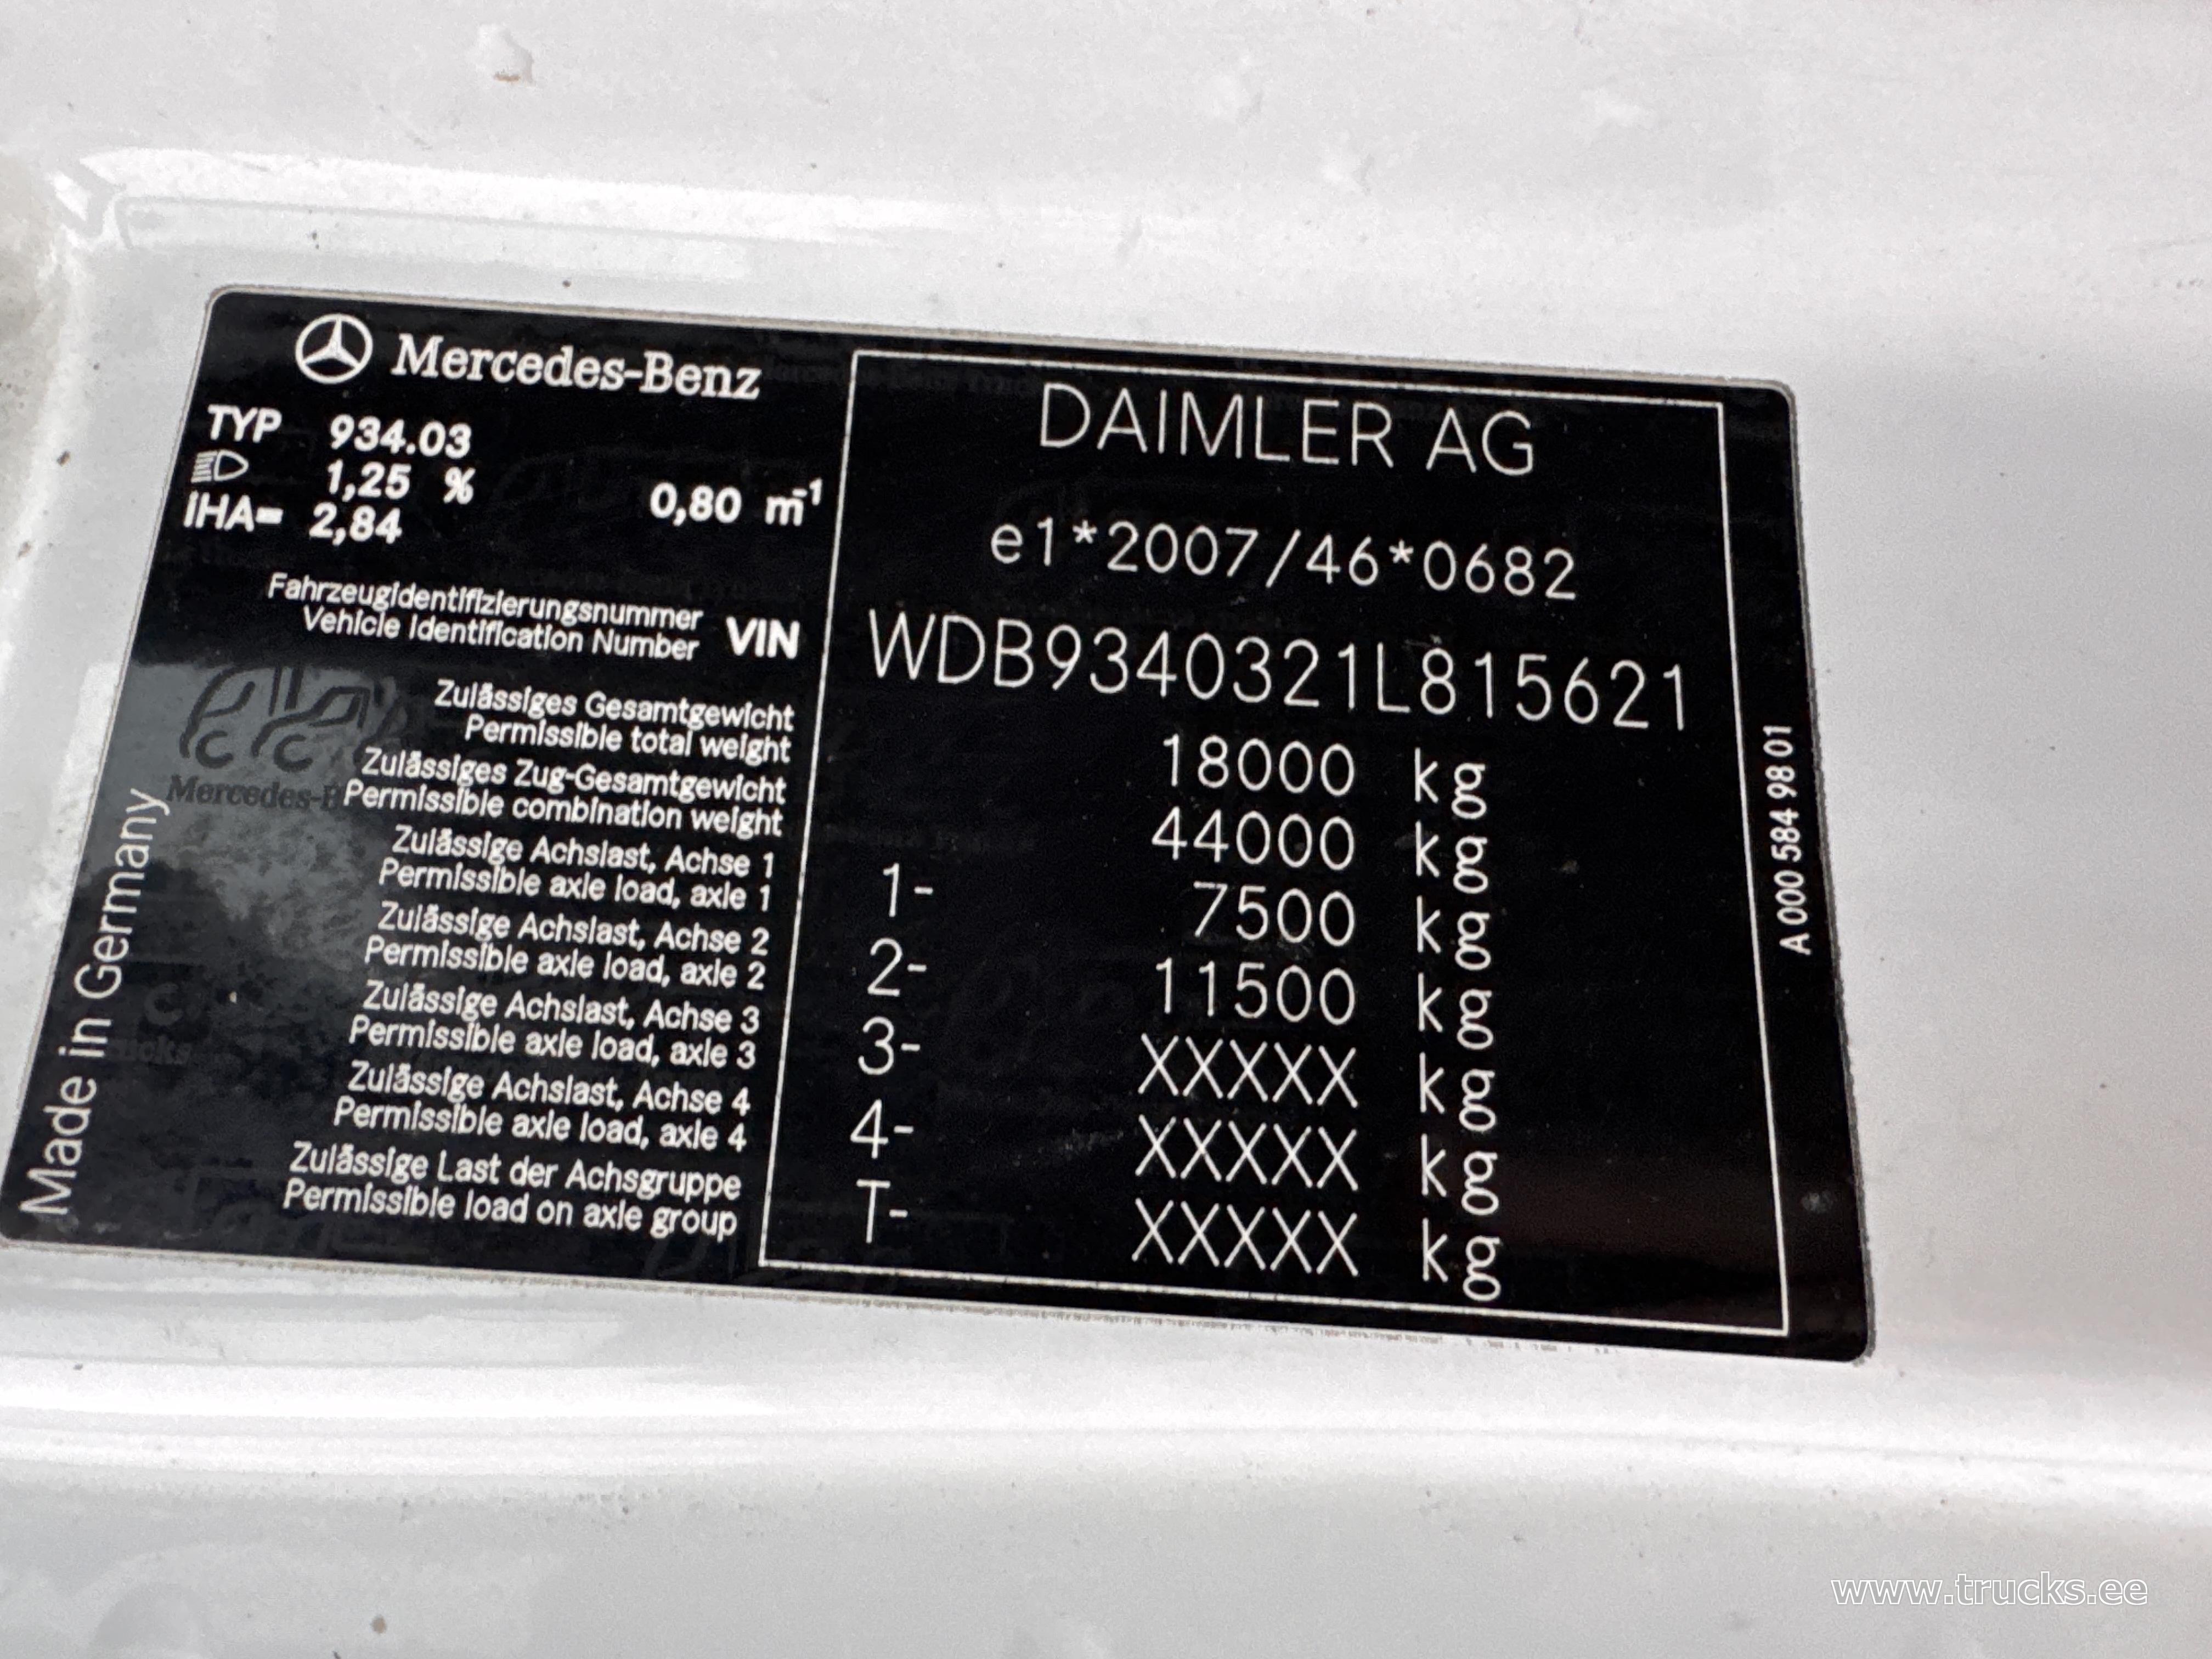 Mercedes-Benz
TYP 934.03
1,25 % 0,80 m⁻¹
IHA= 2,84
Fahrzeugidentifizierungsnummer
Vehicle Identification Number VIN
Zulässiges Gesamtgewicht
Permissible total weight
Zulässiges Zug-Gesamtgewicht
Permissible combination weight
Zulässige Achslast, Achse 1
Permissible axle load, axle 1
Zulässige Achslast, Achse 2
Permissible axle load, axle 2
Zulässige Achslast, Achse 3
Permissible axle load, axle 3
Zulässige Achslast, Achse 4
Permissible axle load, axle 4
Zulässige Last der Achsgruppe
Permissible load on axle group
Made in Germany
DAIMLER AG
e1*2007/46*0682
WDB9340321L815621
18000 kg
44000 kg
1- 7500 kg
2- 11500 kg
3- XXXXX kg
4- XXXXX kg
T- XXXXX kg
A 000 584 98 01
www.trucks.ee